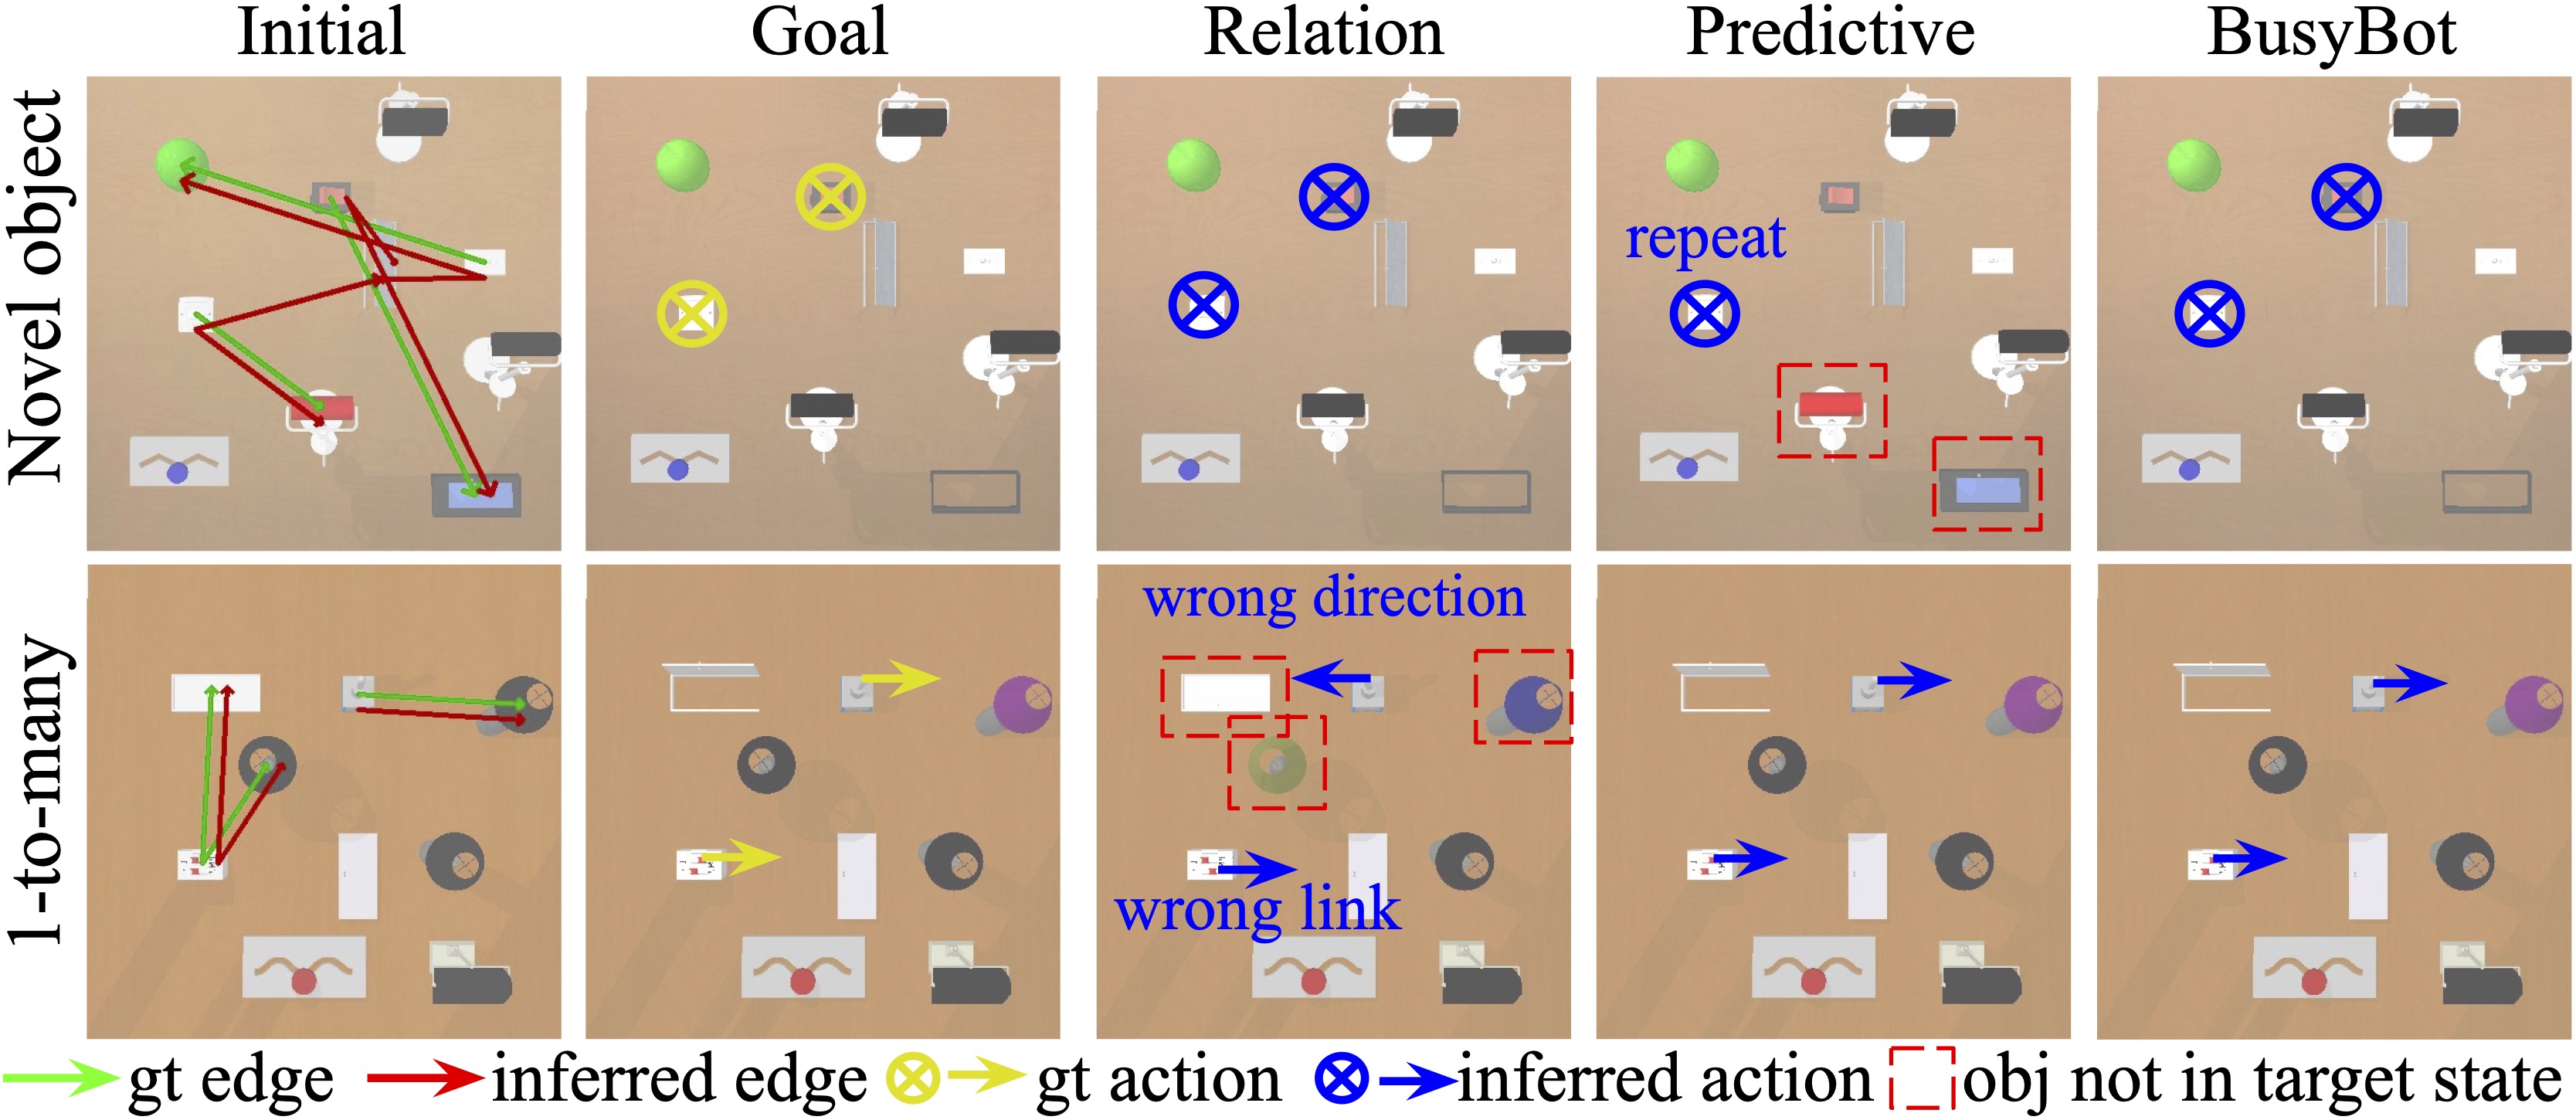 Initial Goal Relation Predictive BusyBot
Novel object
repeat
1-to-many
wrong direction
wrong link
gt edge inferred edge gt action inferred action obj not in target state